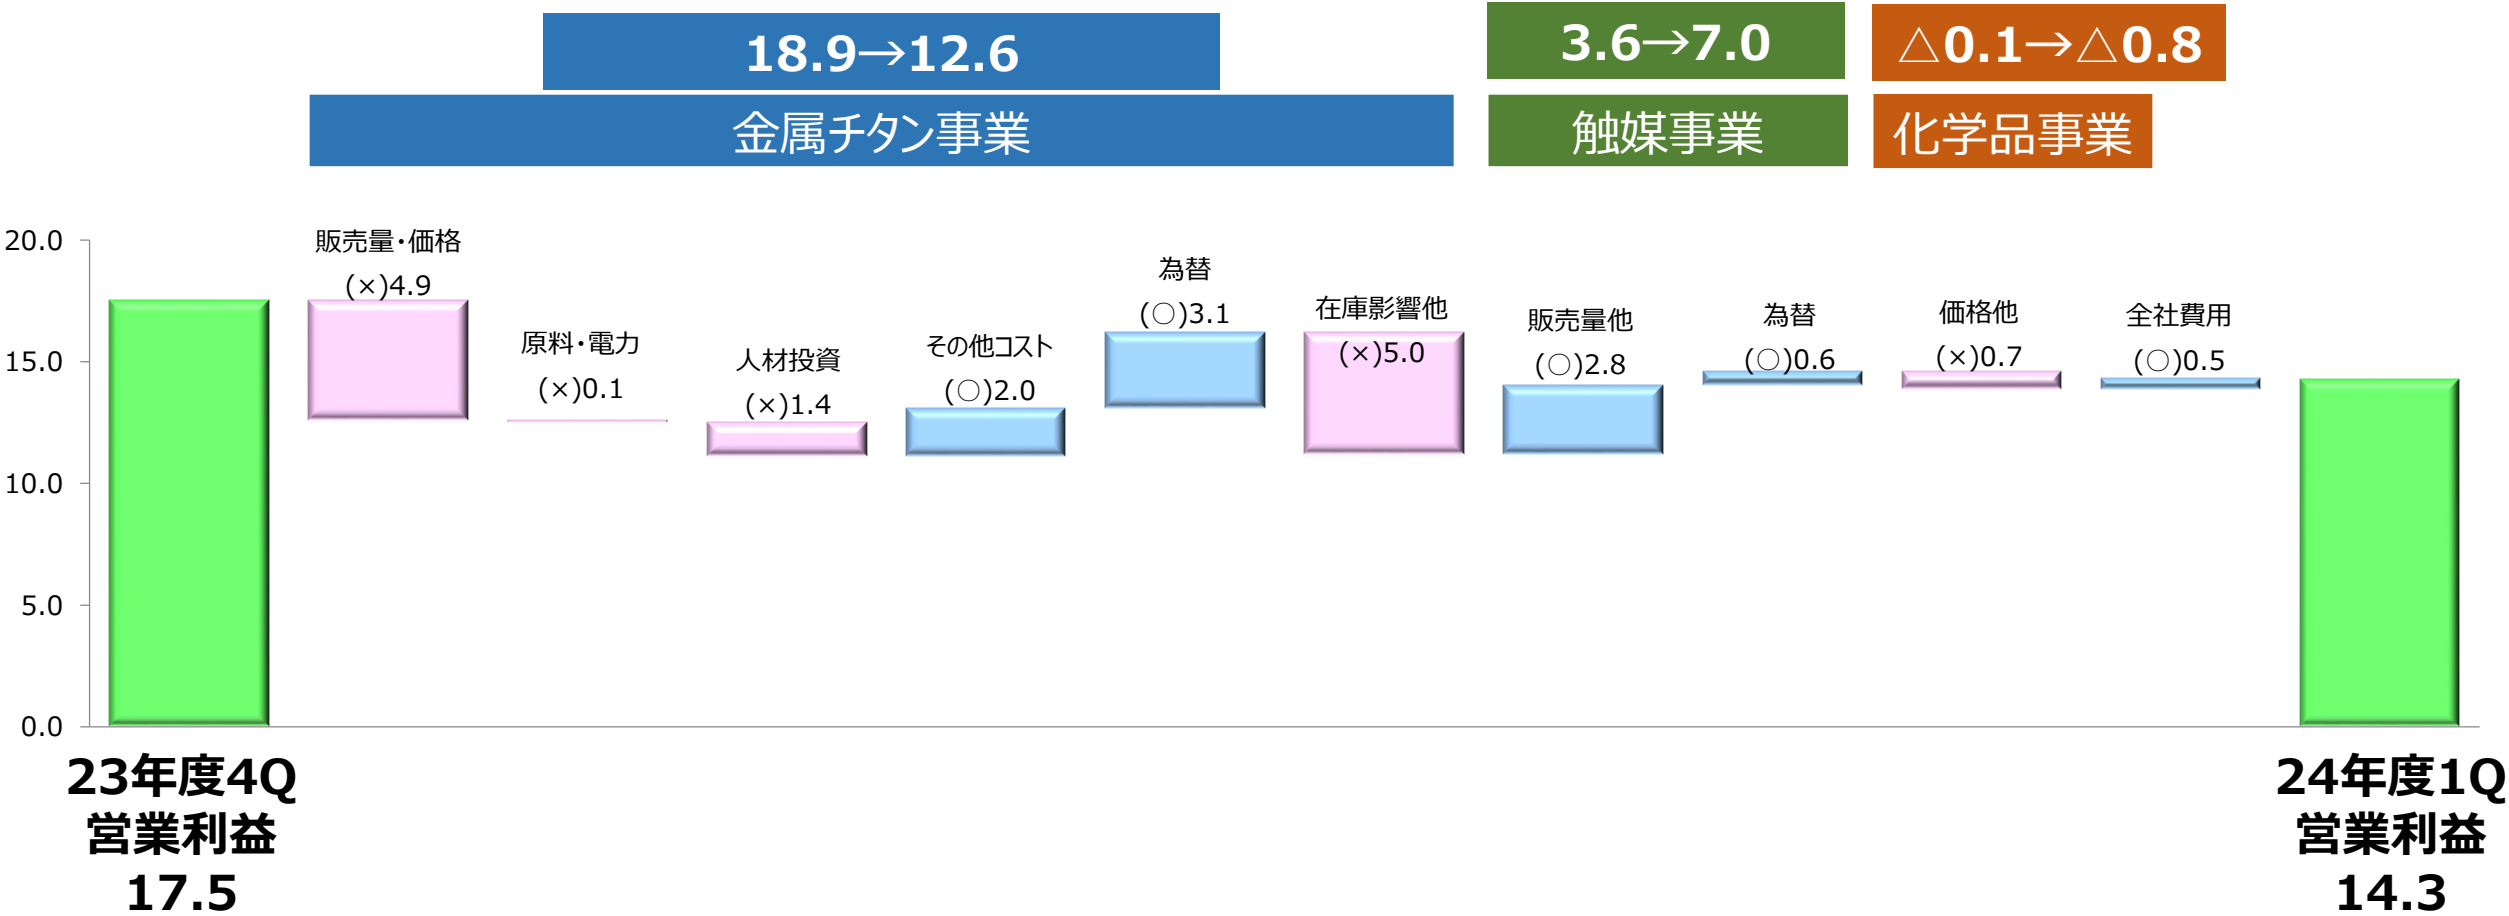 18.9→12.6
3.6→7.0
△0.1→△0.8
金属チタン事業
触媒事業
化学品事業
20.0
15.0
10.0
5.0
0.0
販売量・価格
(×)4.9
原料・電力
(×)0.1
人材投資
(×)1.4
その他コスト
(○)2.0
為替
(○)3.1
在庫影響他
(×)5.0
販売量他
(○)2.8
為替
(○)0.6
価格他
(×)0.7
全社費用
(○)0.5
23年度4Q
営業利益
17.5
24年度1Q
営業利益
14.3